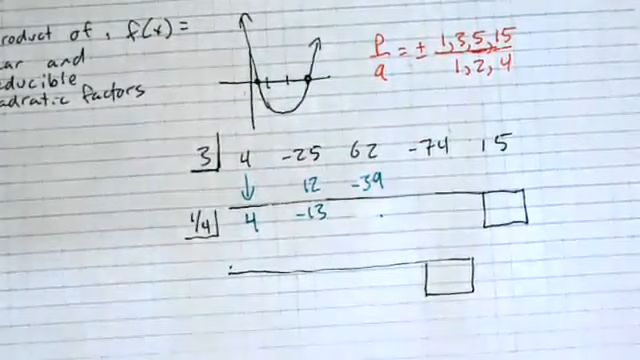 roduct of , f(x) =
ar and
ducible
adratic factors
p/q = ± 1,3,5,15 / 1,2,4
3 4 -25 62 -74 15
12 -39
1/4 4 -13